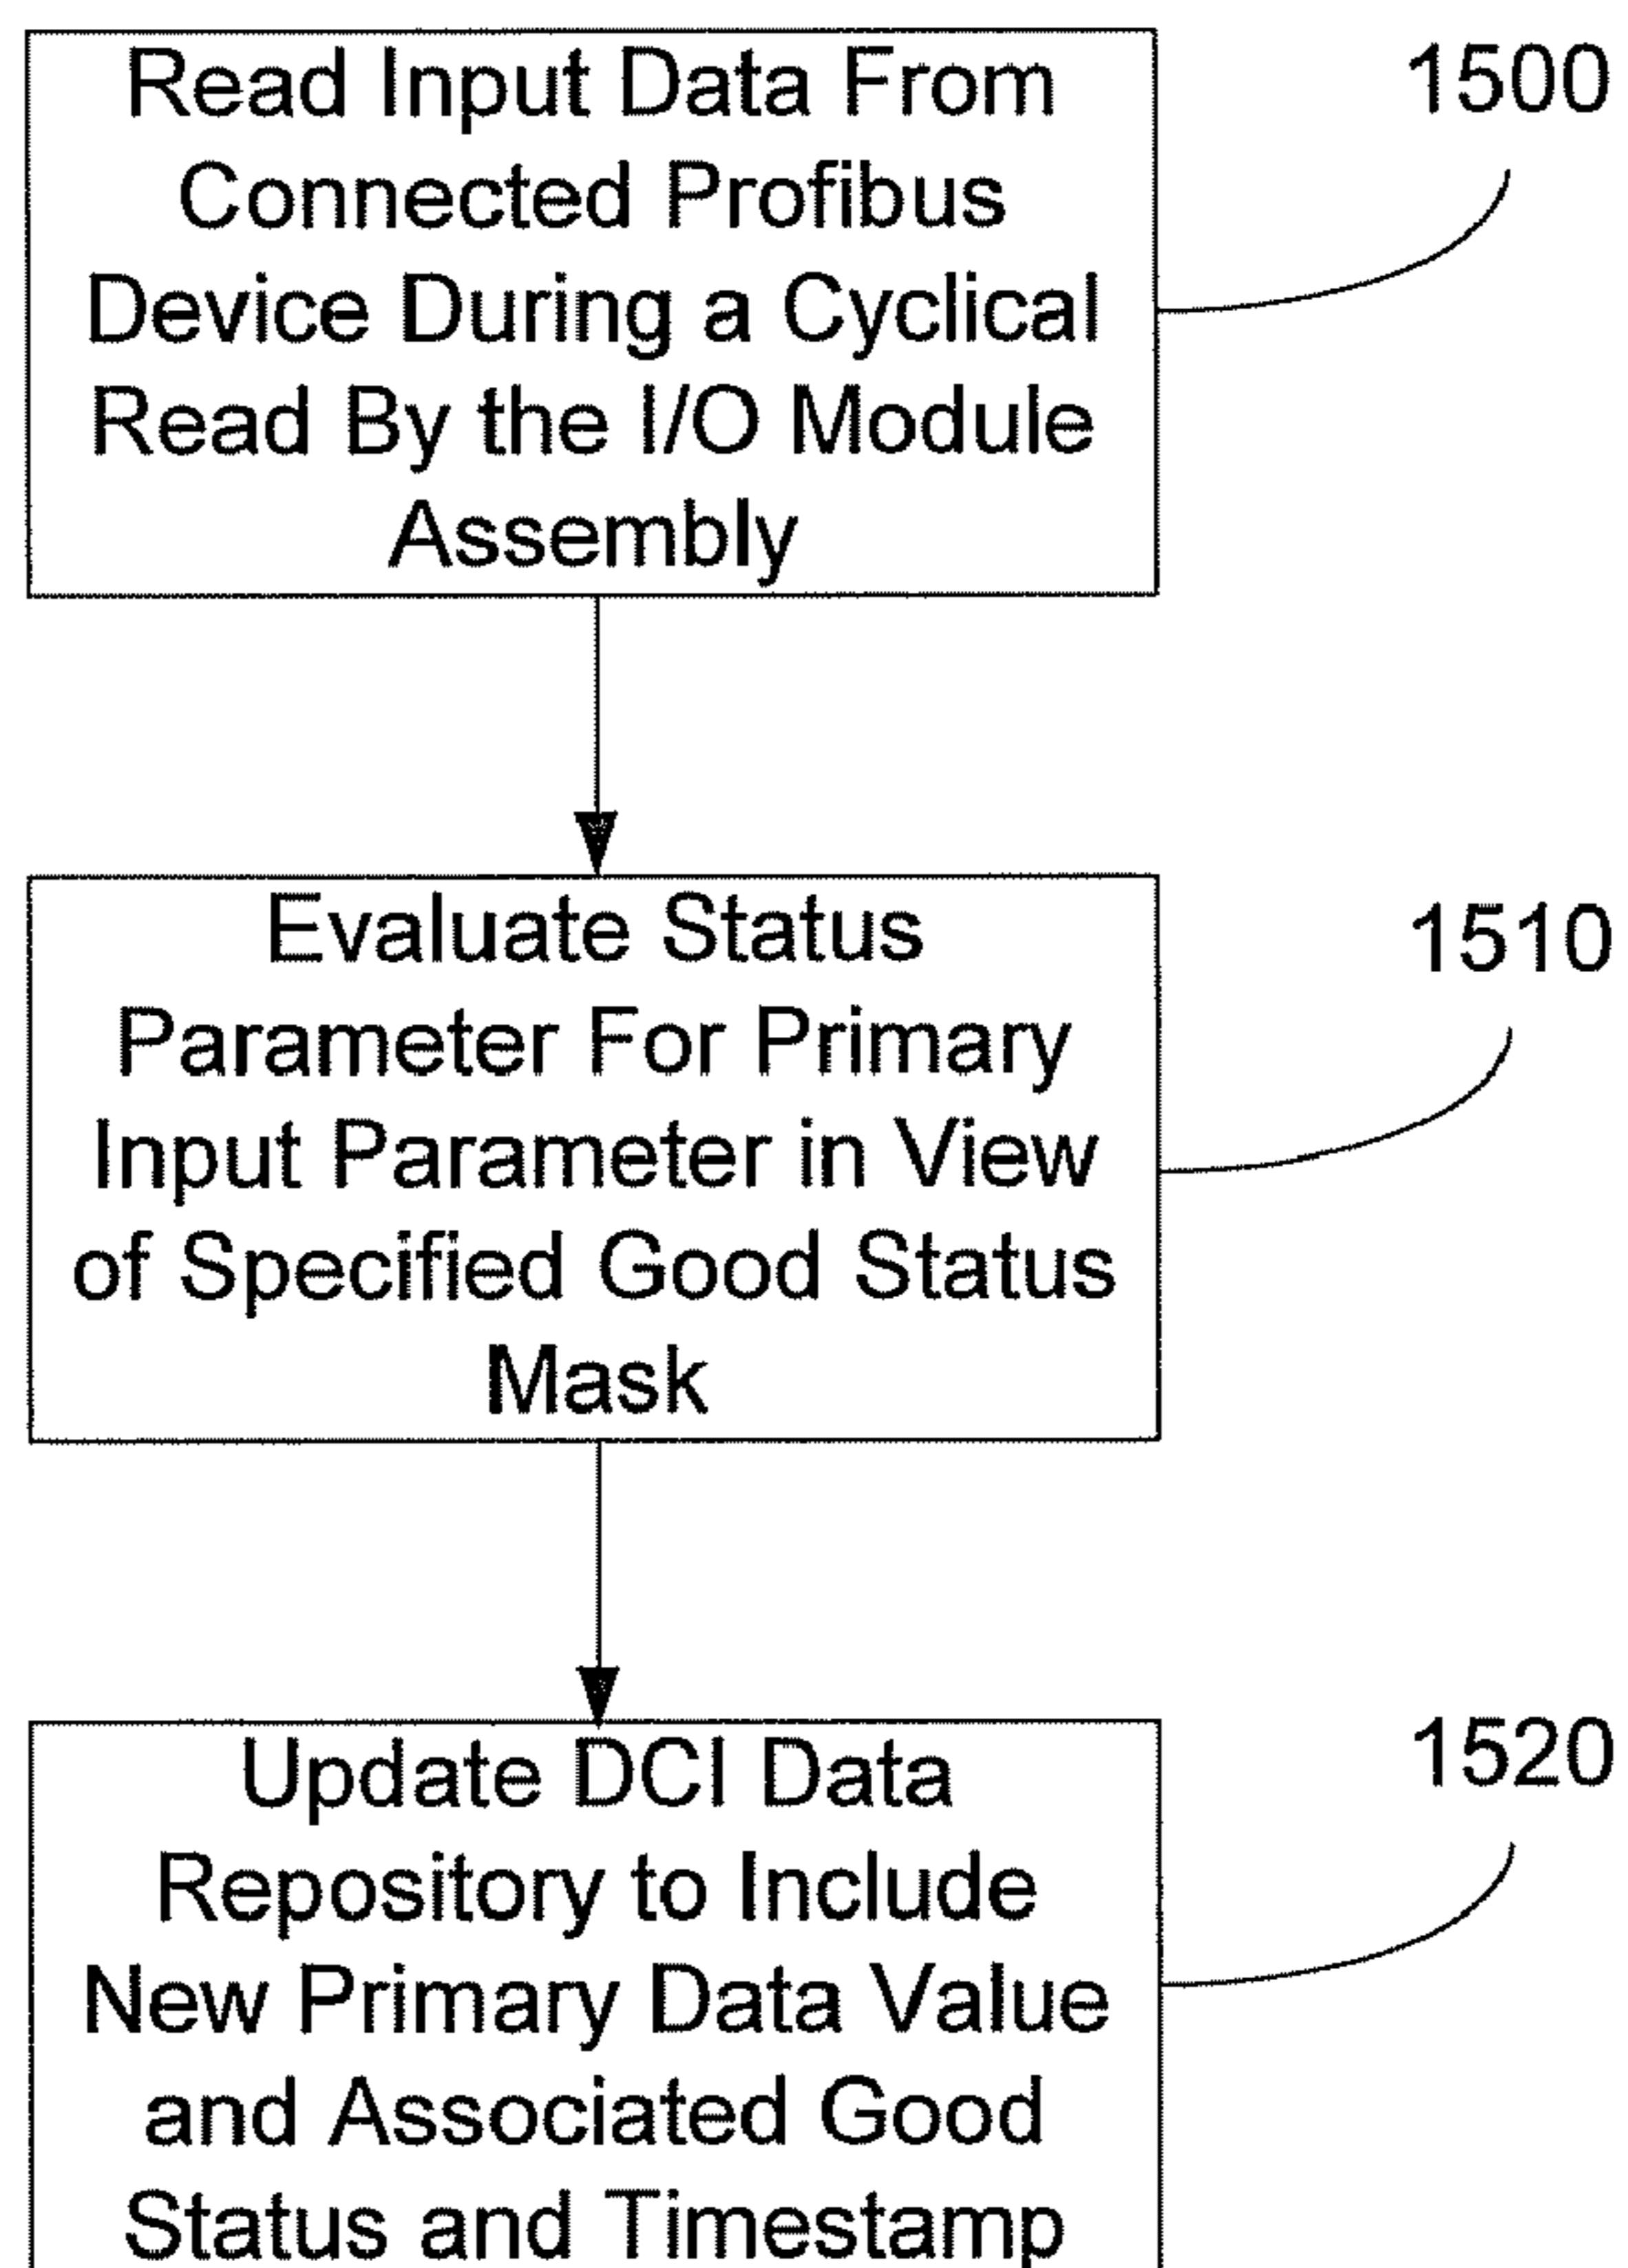 Read Input Data From
Connected Profibus
Device During a Cyclical
Read By the I/O Module
Assembly
1500
Evaluate Status
Parameter For Primary
Input Parameter in View
of Specified Good Status
Mask
1510
Update DCI Data
Repository to Include
New Primary Data Value
and Associated Good
Status and Timestamp
1520